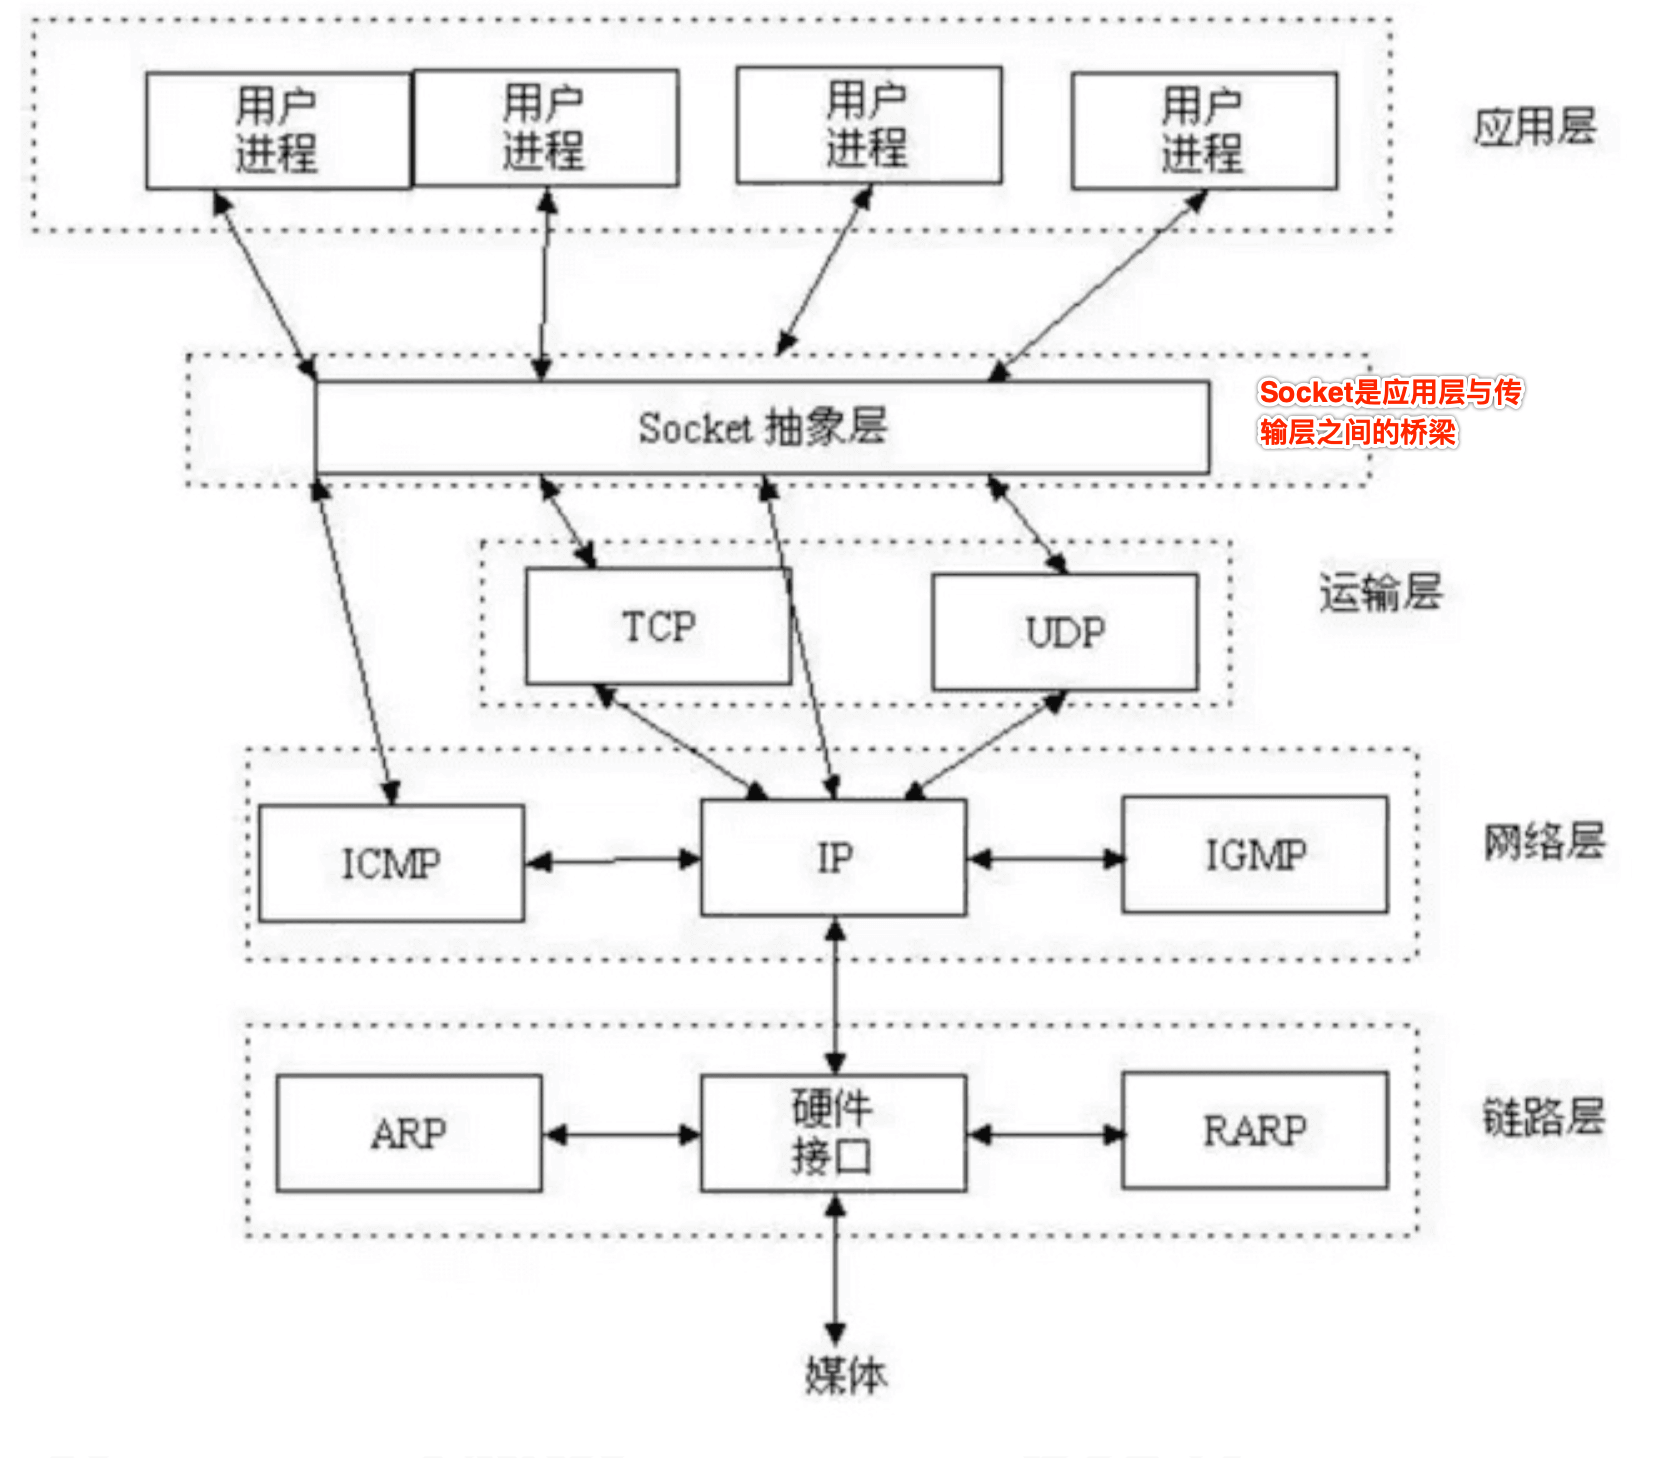 用户
进程
用户
进程
用户
进程
用户
进程
应用层
Socket 抽象层
Socket是应用层与传
输层之间的桥梁
TCP
UDP
运输层
ICMP
IP
IGMP
网络层
ARP
硬件
接口
RARP
链路层
媒体